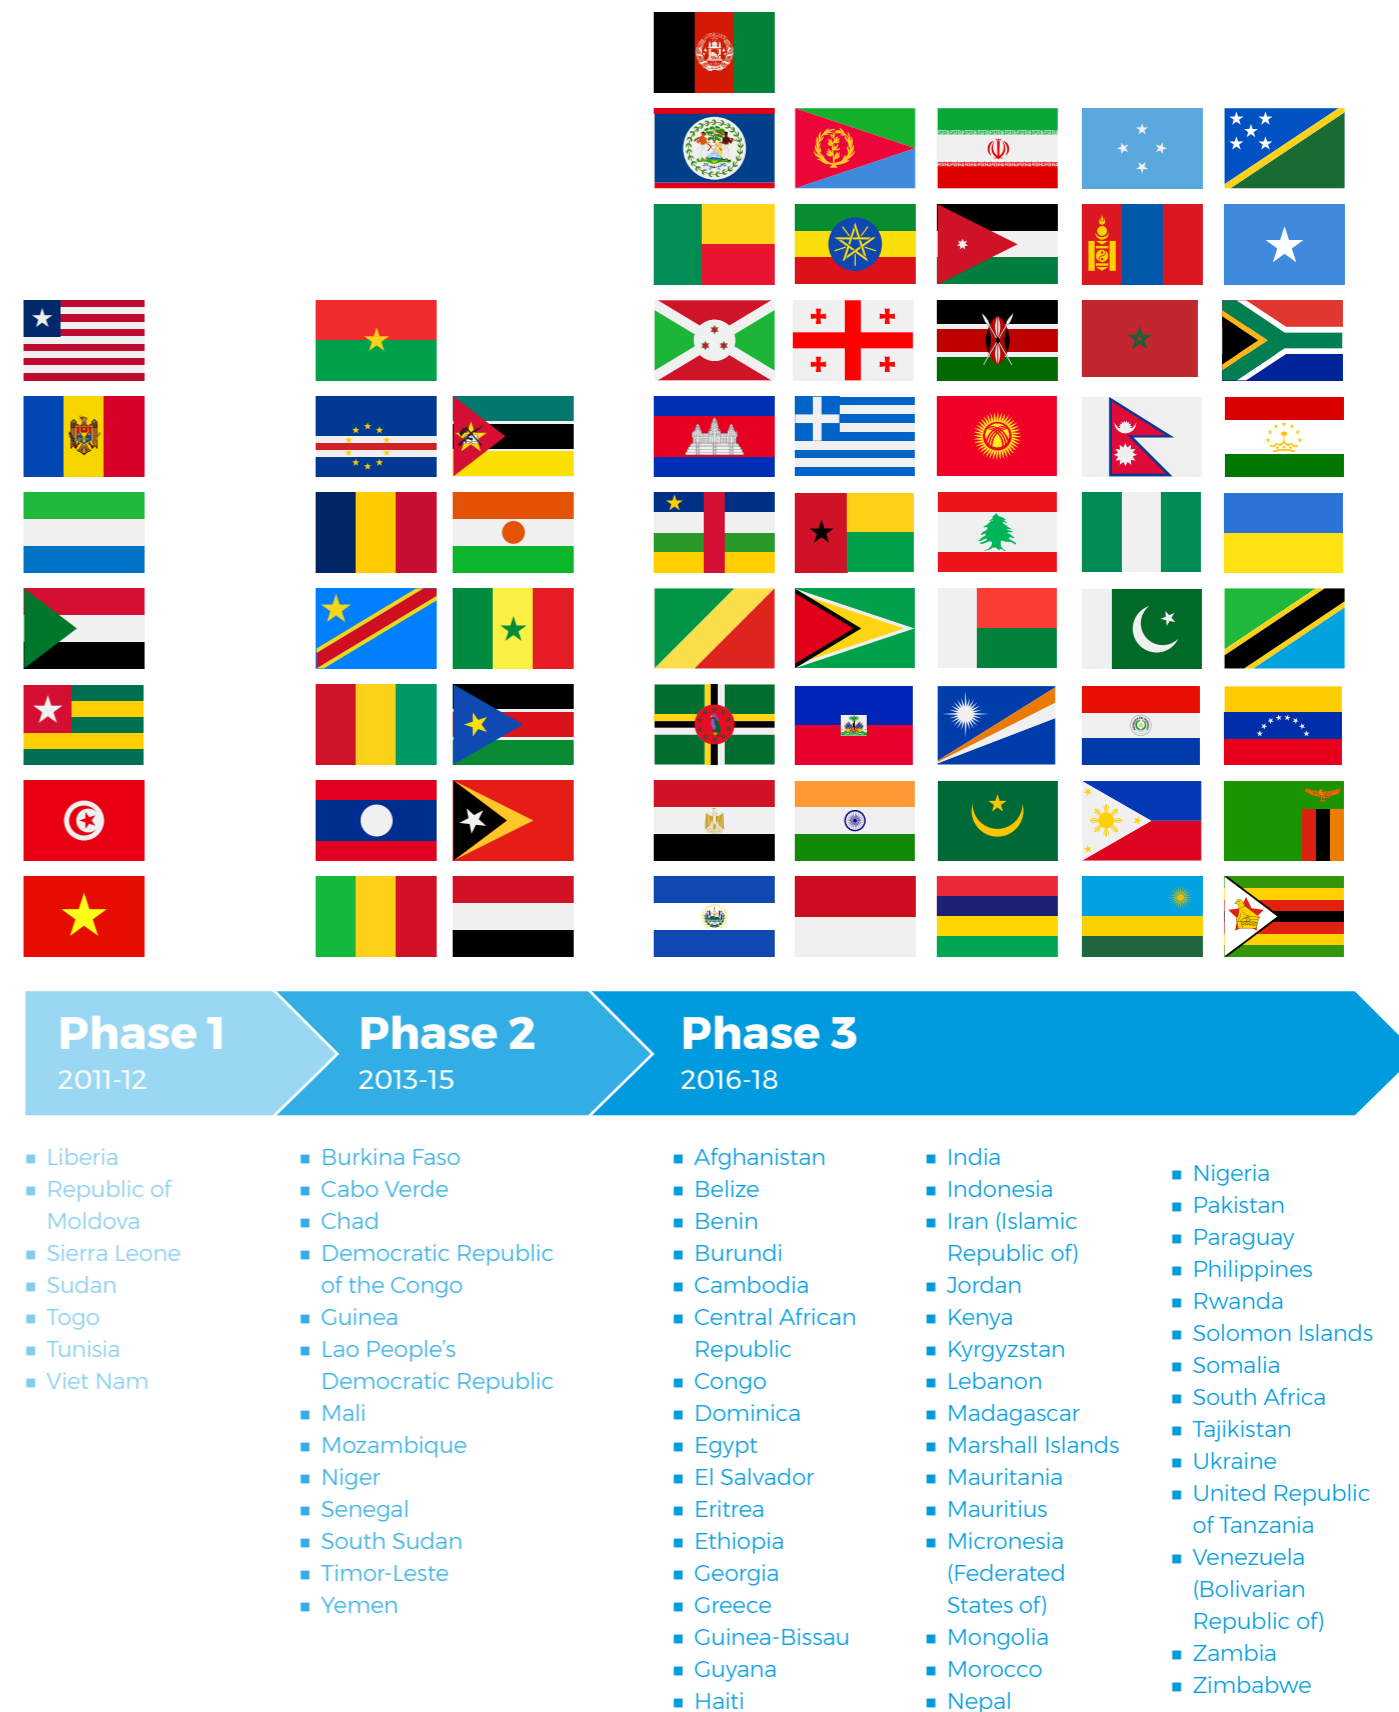 Phase 1
2011-12
Phase 2
2013-15
Phase 3
2016-18
▪ Liberia
▪ Republic of
Moldova
▪ Sierra Leone
▪ Sudan
▪ Togo
▪ Tunisia
▪ Viet Nam
▪ Burkina Faso
▪ Cabo Verde
▪ Chad
▪ Democratic Republic
of the Congo
▪ Guinea
▪ Lao People's
Democratic Republic
▪ Mali
▪ Mozambique
▪ Niger
▪ Senegal
▪ South Sudan
▪ Timor-Leste
▪ Yemen
▪ Afghanistan
▪ Belize
▪ Benin
▪ Burundi
▪ Cambodia
▪ Central African
Republic
▪ Congo
▪ Dominica
▪ Egypt
▪ El Salvador
▪ Eritrea
▪ Ethiopia
▪ Georgia
▪ Greece
▪ Guinea-Bissau
▪ Guyana
▪ Haiti
▪ India
▪ Indonesia
▪ Iran (Islamic
Republic of)
▪ Jordan
▪ Kenya
▪ Kyrgyzstan
▪ Lebanon
▪ Madagascar
▪ Marshall Islands
▪ Mauritania
▪ Mauritius
▪ Micronesia
(Federated
States of)
▪ Mongolia
▪ Morocco
▪ Nepal
▪ Nigeria
▪ Pakistan
▪ Paraguay
▪ Philippines
▪ Rwanda
▪ Solomon Islands
▪ Somalia
▪ South Africa
▪ Tajikistan
▪ Ukraine
▪ United Republic
of Tanzania
▪ Venezuela
(Bolivarian
Republic of)
▪ Zambia
▪ Zimbabwe